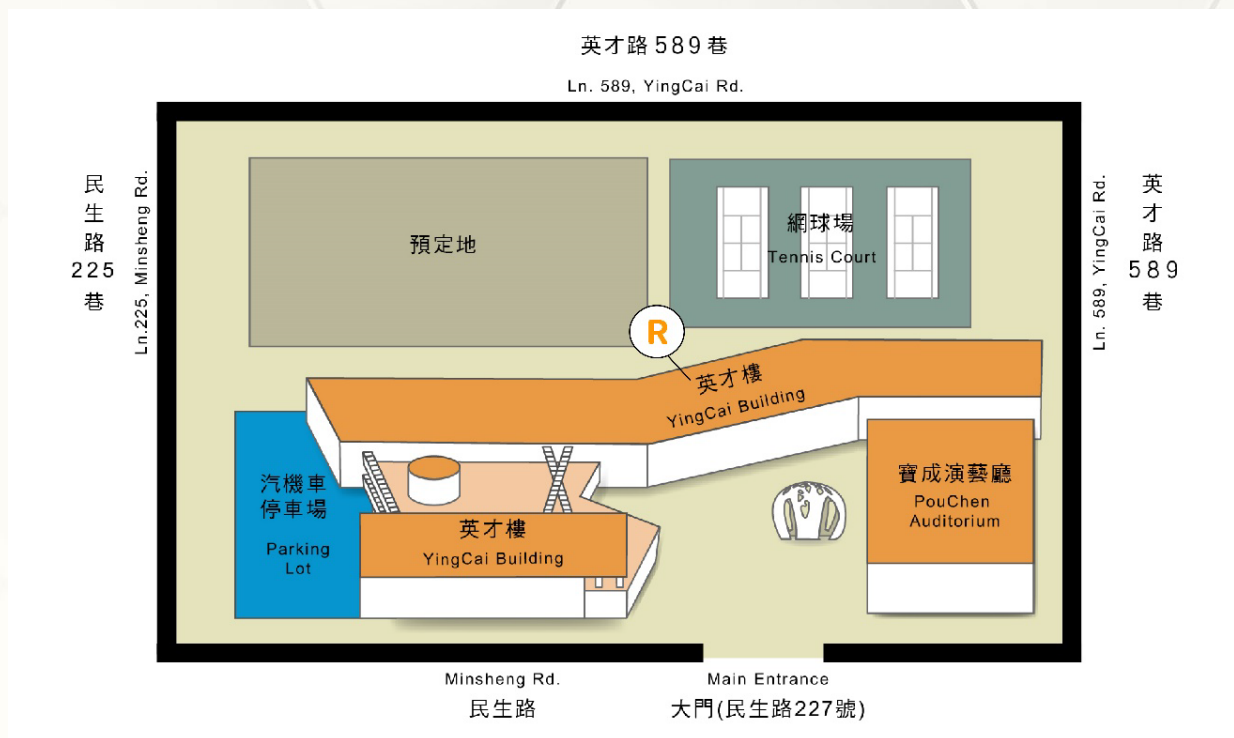 英才路 589 巷
Ln. 589, YingCai Rd.
民生路225巷
Ln.225, Minsheng Rd.
預定地
網球場
Tennis Court
Ln. 589, YingCai Rd.
英才路589巷
R
英才樓
YingCai Building
汽機車
停車場
Parking
Lot
英才樓
YingCai Building
寶成演藝廳
PouChen
Auditorium
Minsheng Rd.
民生路
Main Entrance
大門(民生路227號)